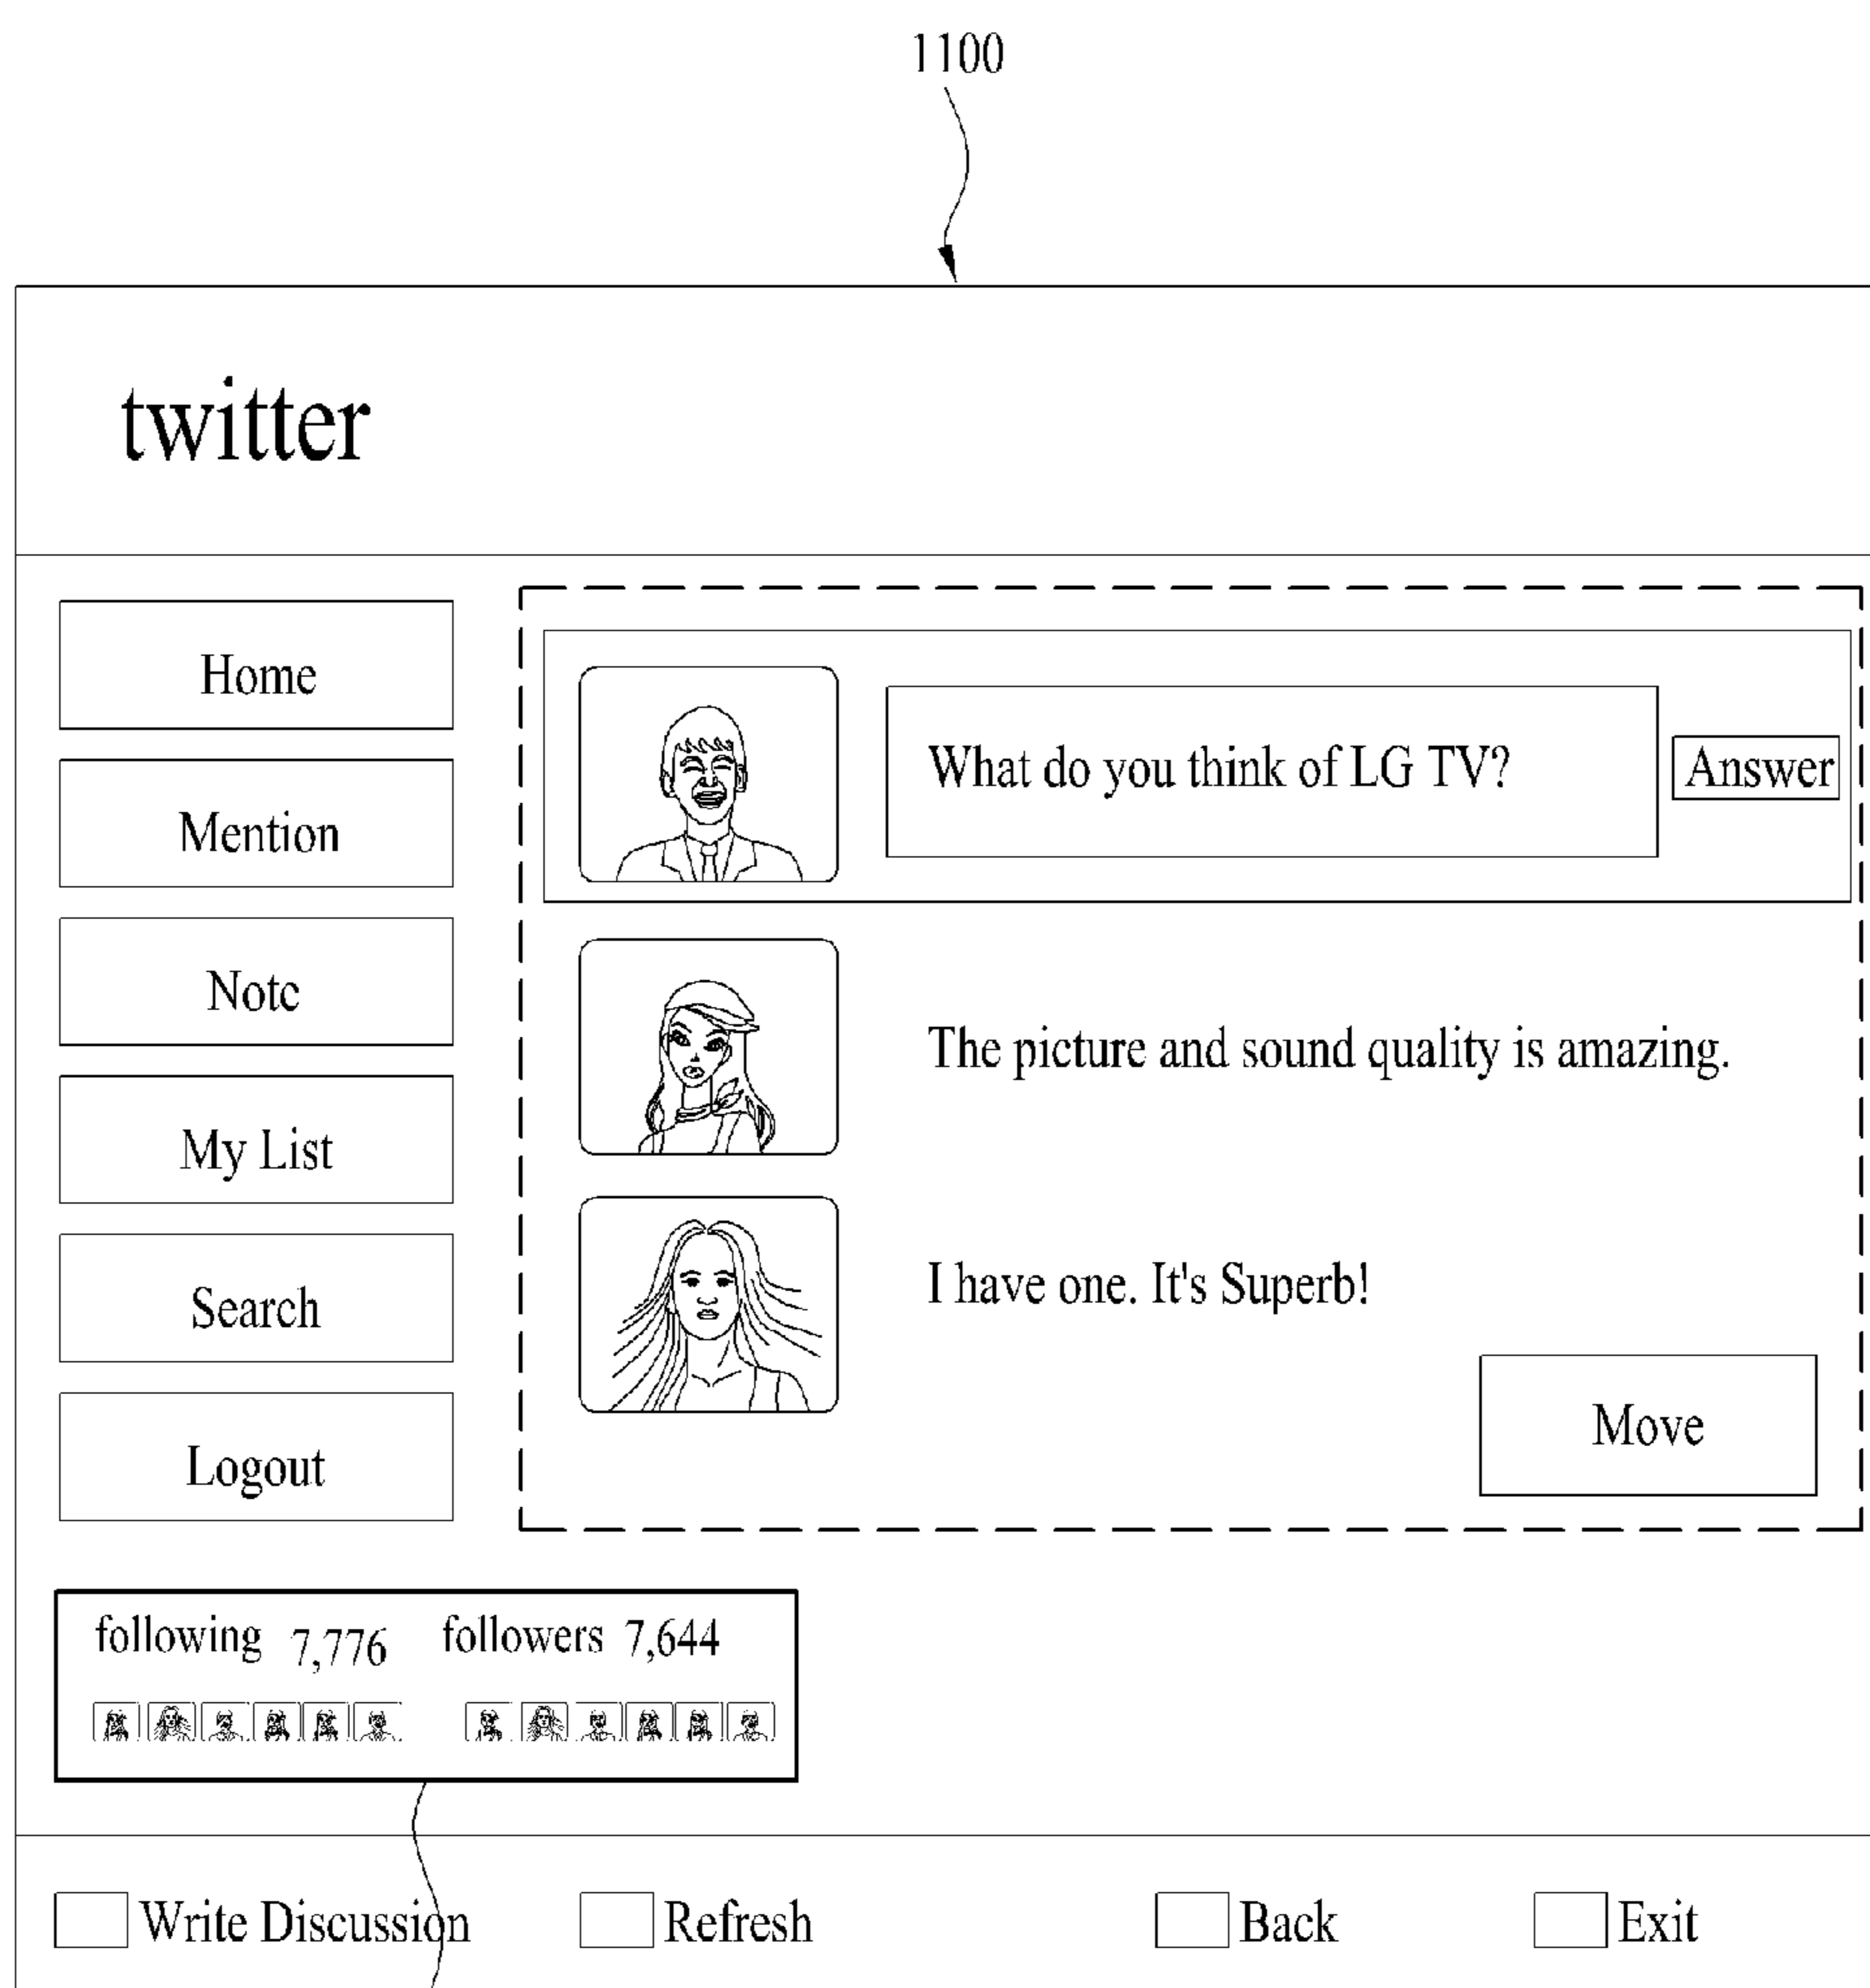 1100
twitter
Home
Mention
Note
My List
Search
Logout
What do you think of LG TV?
Answer
The picture and sound quality is amazing.
I have one. It's Superb!
Move
following 7,776 followers 7,644
Write Discussion Refresh Back Exit